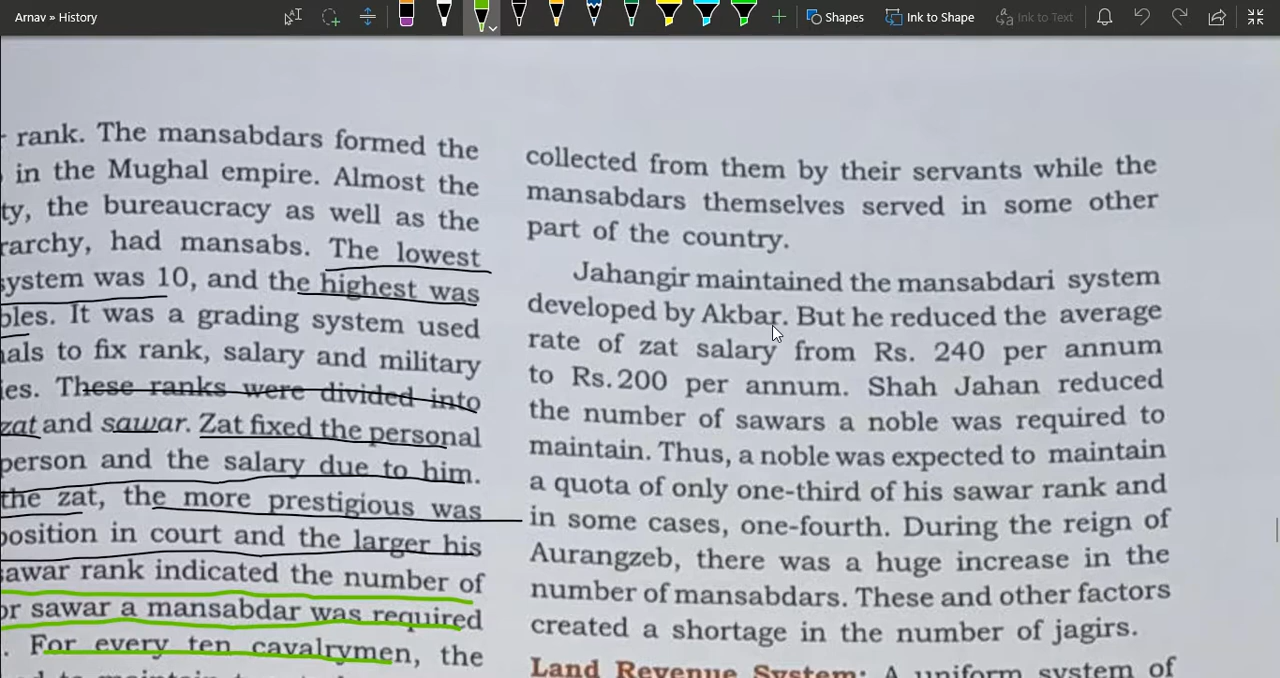 Arnav » History
Shapes
Ink to Shape
Ink to Text
rank. The mansabdars formed the
in the Mughal empire. Almost the
ty, the bureaucracy as well as the
rarchy, had mansabs. The lowest
ystem was 10, and the highest was
bles. It was a grading system used
als to fix rank, salary and military
ies. These ranks were divided into
zat and sawar. Zat fixed the personal
person and the salary due to him.
the zat, the more prestigious was
position in court and the larger his
sawar rank indicated the number of
or sawar a mansabdar was required
. For every ten cavalrymen, the
collected from them by their servants while the
mansabdars themselves served in some other
part of the country.
Jahangir maintained the mansabdari system
developed by Akbar. But he reduced the average
rate of zat salary from Rs. 240 per annum
to Rs. 200 per annum. Shah Jahan reduced
the number of sawars a noble was required to
maintain. Thus, a noble was expected to maintain
a quota of only one-third of his sawar rank and
in some cases, one-fourth. During the reign of
Aurangzeb, there was a huge increase in the
number of mansabdars. These and other factors
created a shortage in the number of jagirs.
Land Revenue System: A uniform system of